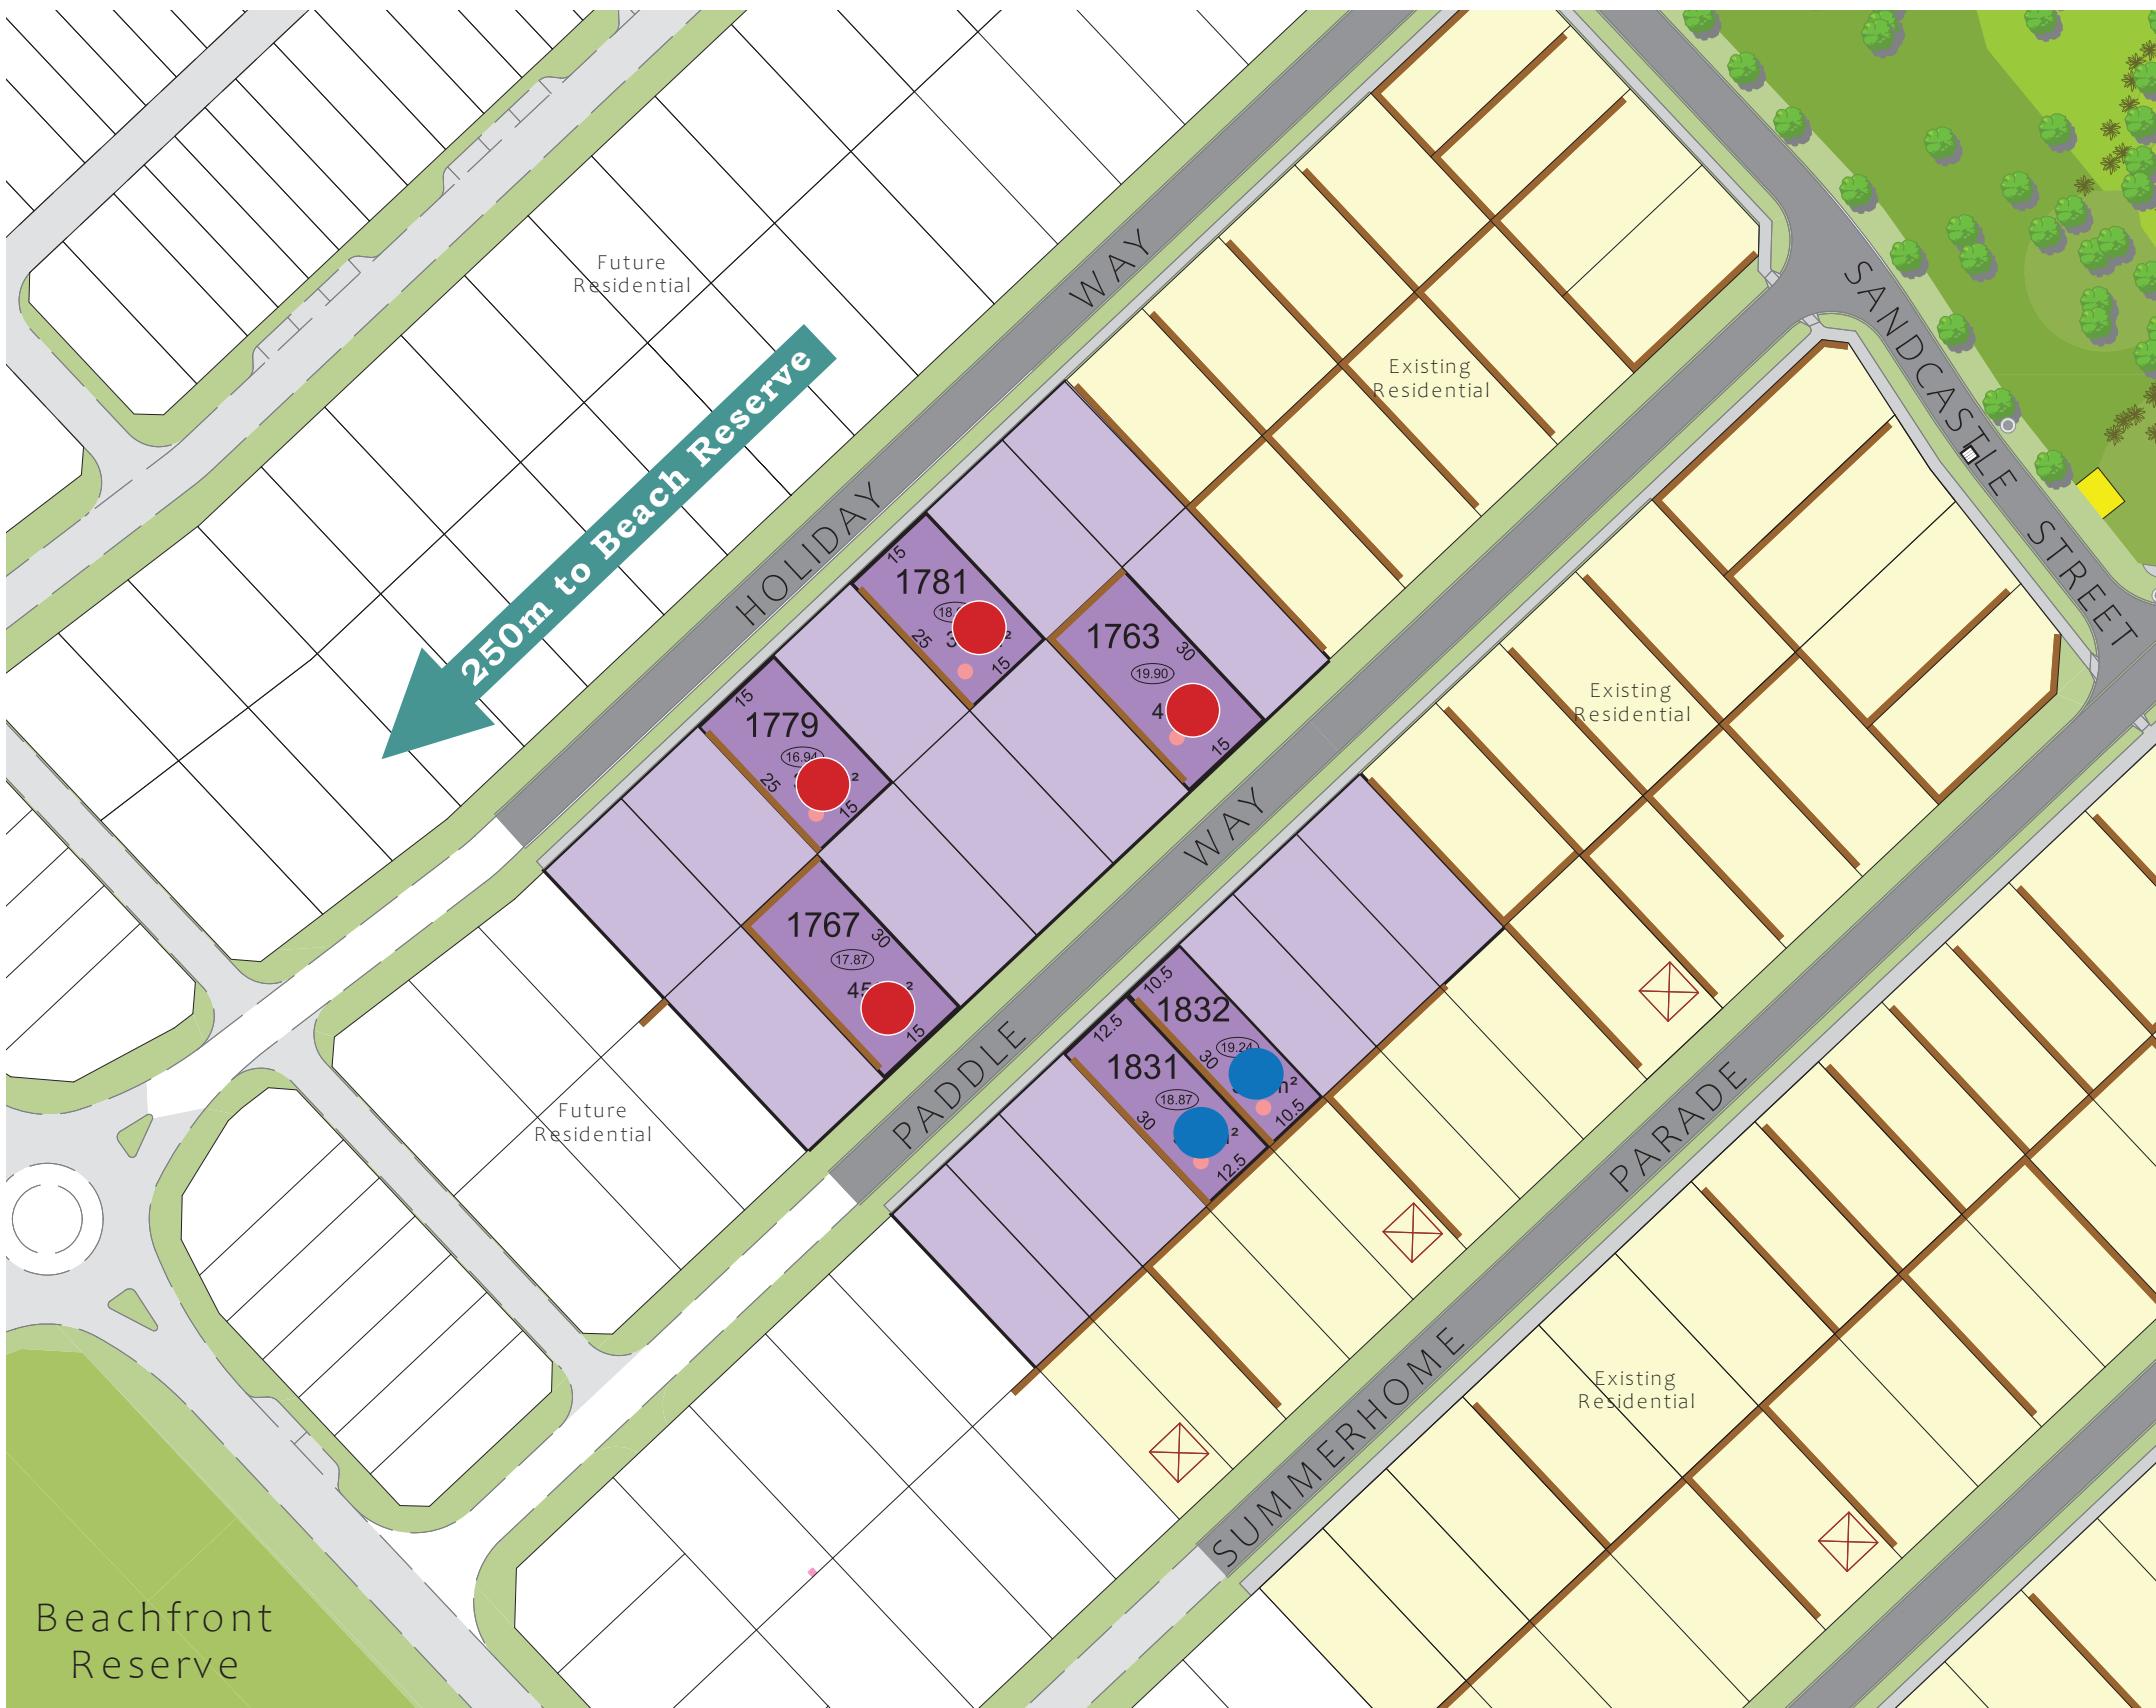 Future
Residential
HOLIDAY WAY
SANDCASTLE STREET
Existing
Residential
250m to Beach Reserve
15
1781
25
15
1763
30
19.90
4
15
15
1779
16.94
25
15
1767
30
17.87
15
Existing
Residential
PADDLE WAY
10.5
1832
19.24
30
10.5
12.5
1831
18.87
30
12.5
Future
Residential
SUMMERHOME PARADE
Existing
Residential
Beachfront
Reserve